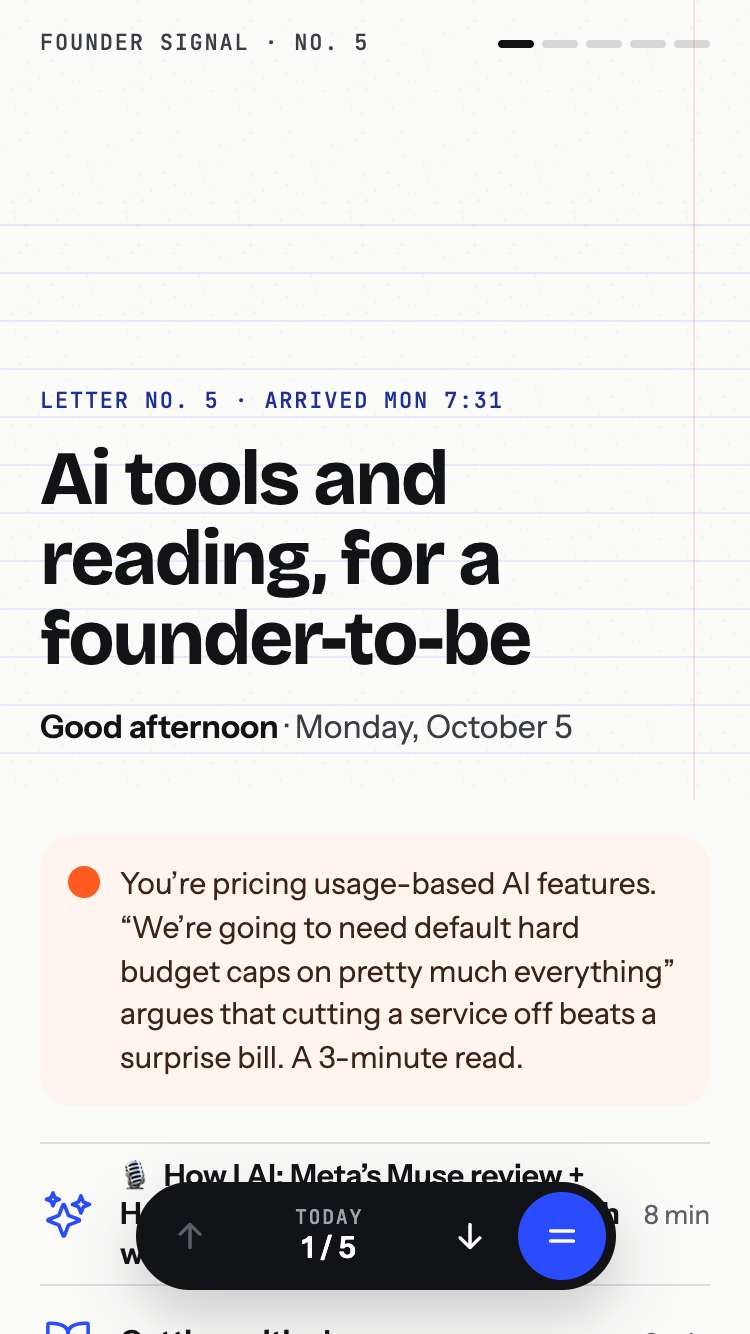 FOUNDER SIGNAL · NO. 5
LETTER NO. 5 · ARRIVED MON 7:31
Ai tools and
reading, for a
founder-to-be
Good afternoon · Monday, October 5
You’re pricing usage-based AI features.
“We’re going to need default hard
budget caps on pretty much everything”
argues that cutting a service off beats a
surprise bill. A 3-minute read.
How I AI: Meta’s Muse review +
8 min
TODAY
1/5